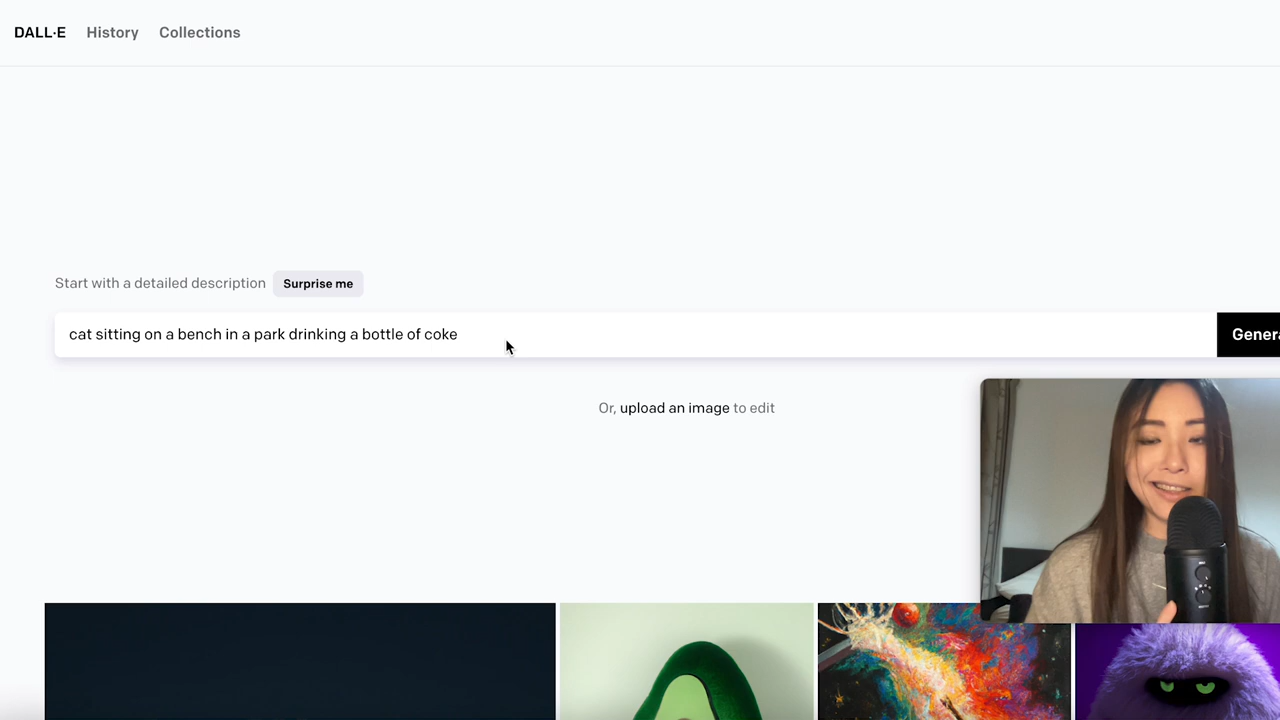 DALL·E History Collections
Start with a detailed description Surprise me
cat sitting on a bench in a park drinking a bottle of coke
Genera
Or, upload an image to edit